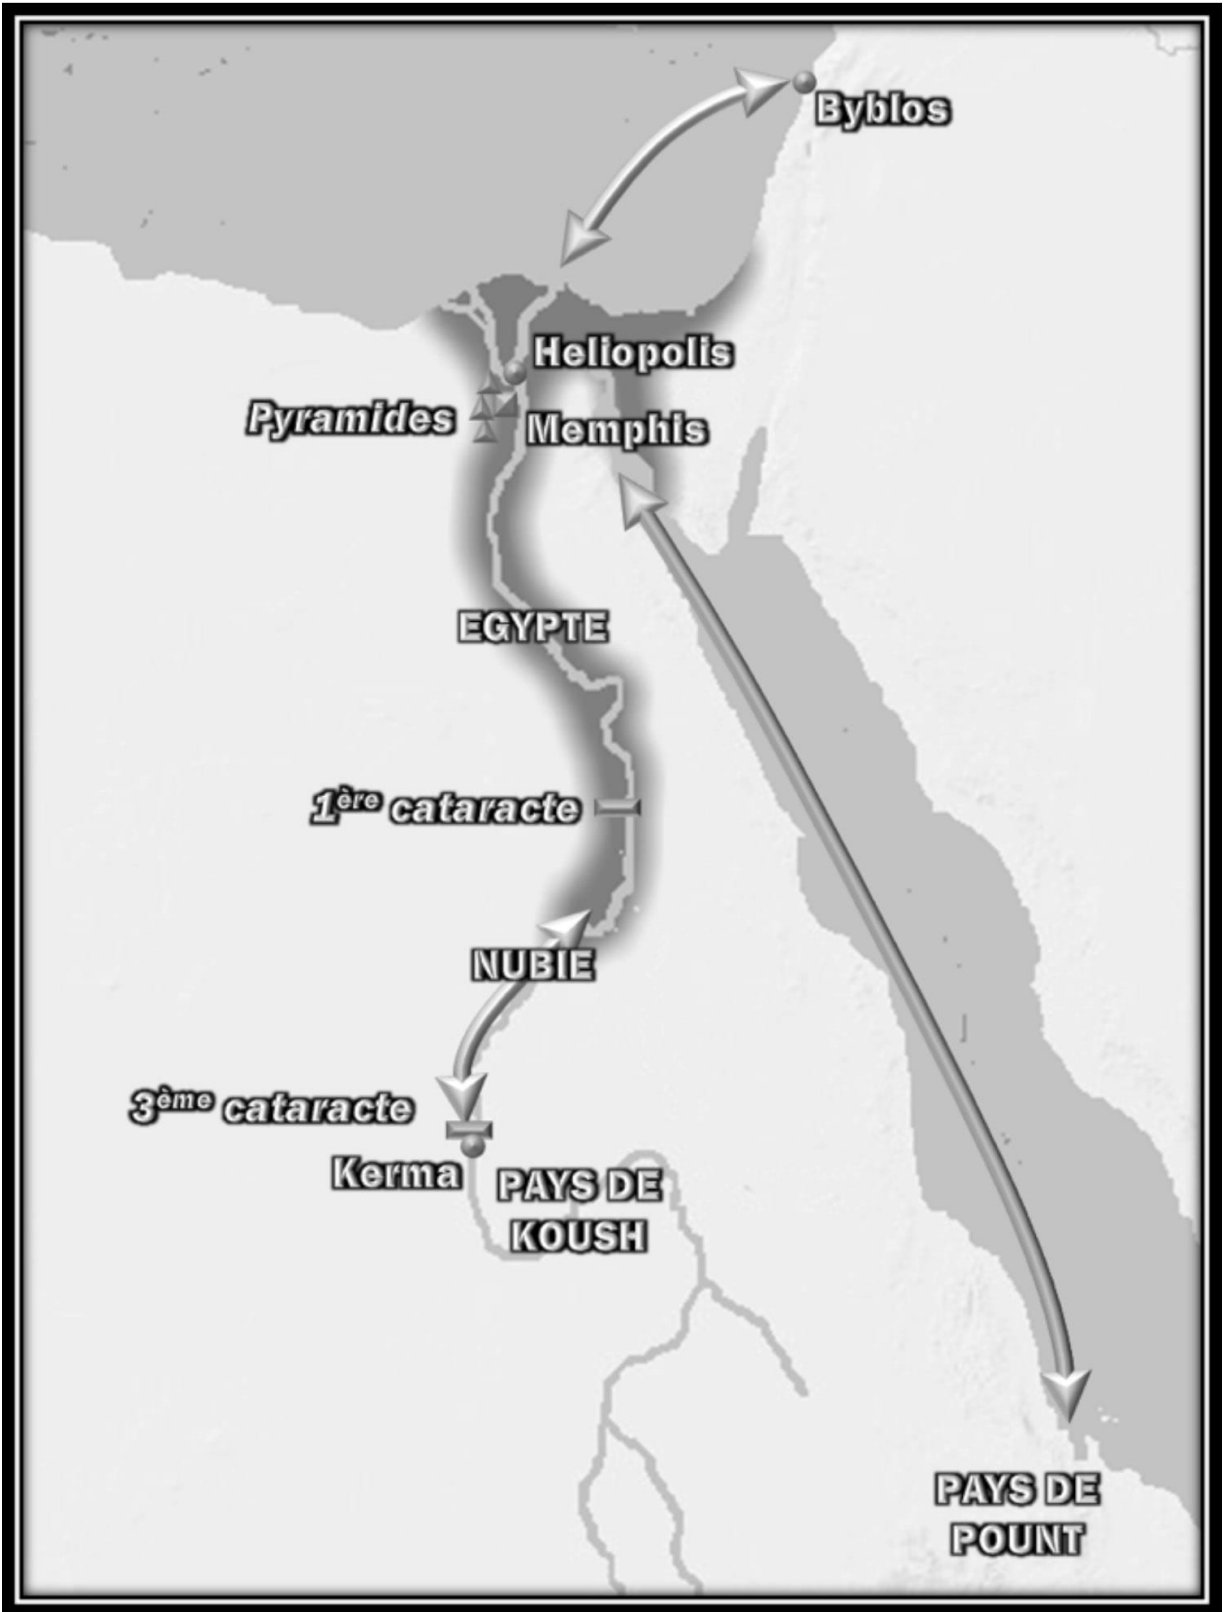 Byblos
Heliopolis
Pyramides
Memphis
EGYPTE
1ère cataracte
NUBIE
3ème cataracte
Kerma
PAYS DE
KOUSH
PAYS DE
POUNT